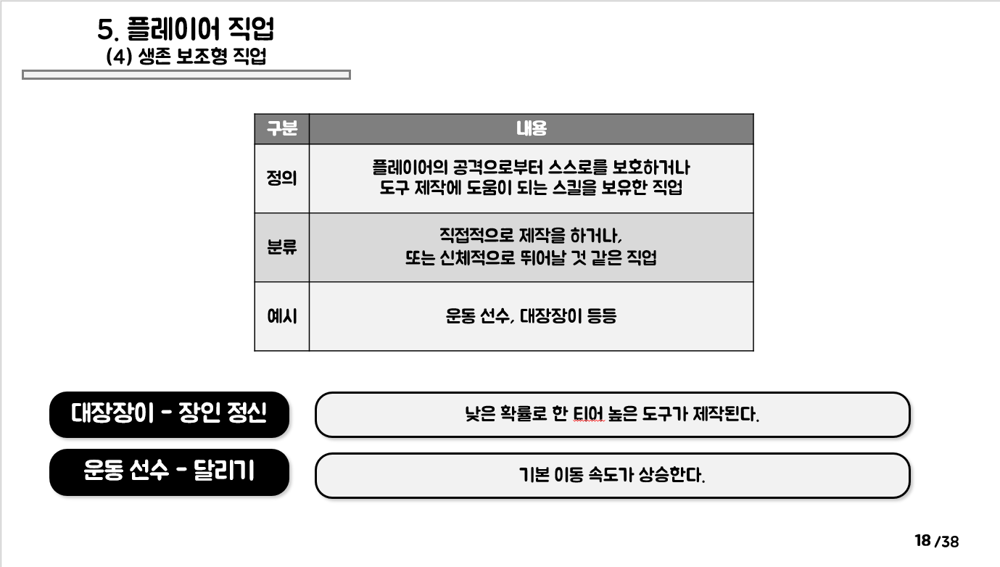 5. 플레이어 직업
(4) 생존 보조형 직업
구분
내용
정의
플레이어의 공격으로부터 스스로를 보호하거나
도구 제작에 도움이 되는 스킬을 보유한 직업
분류
직접적으로 제작을 하거나,
또는 신체적으로 뛰어날 것 같은 직업
예시
운동 선수, 대장장이 등등
대장장이 - 장인 정신
낮은 확률로 한 티어 높은 도구가 제작된다.
운동 선수 - 달리기
기본 이동 속도가 상승한다.
18 /38